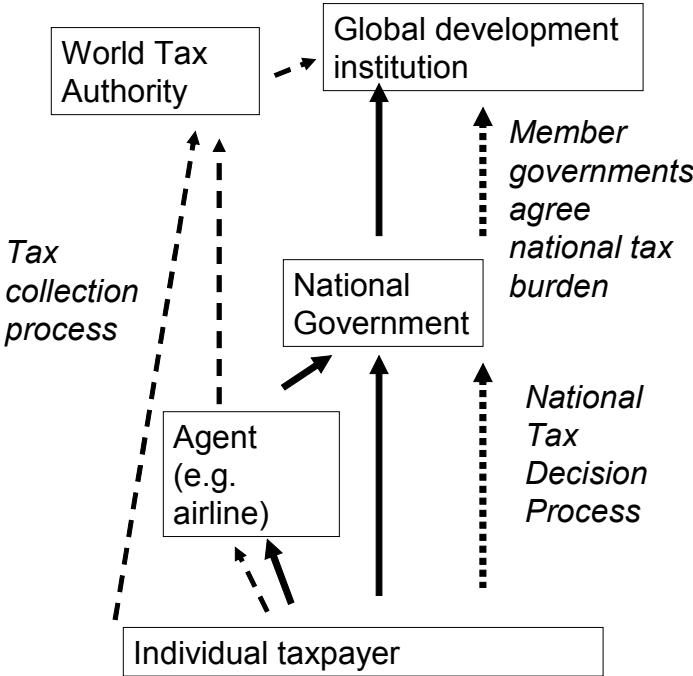 World Tax
Authority
Global development
institution
Member
governments
agree
national tax
burden
Tax
collection
process
National
Government
Agent
(e.g.
airline)
National
Tax
Decision
Process
Individual taxpayer